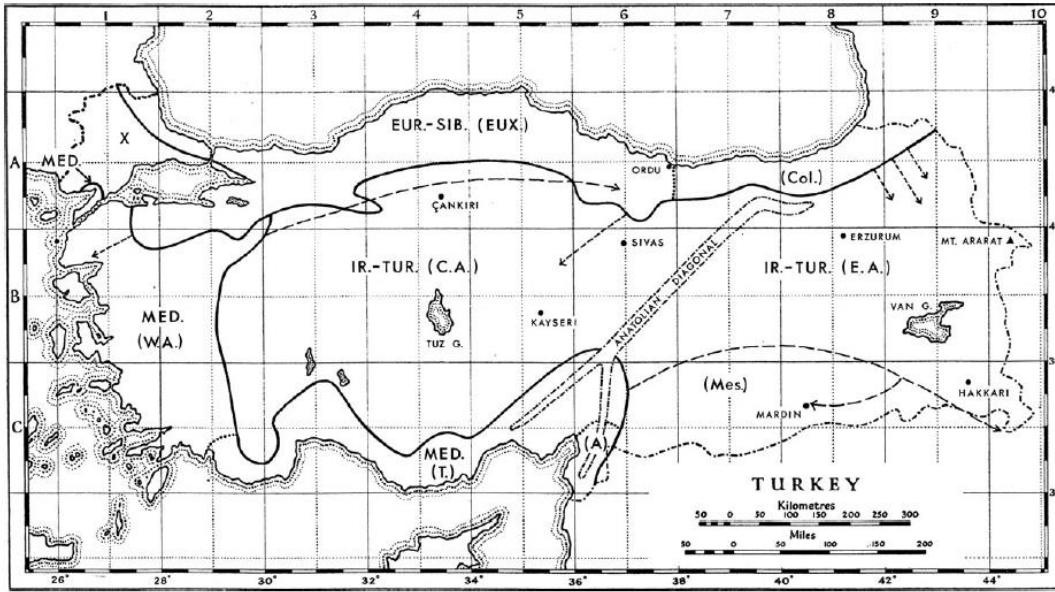 1 2 3 4 5 6 7 8 9 10
EUR.-SIB. (EUX.)
X
A
MED.
ORDU
(Col.)
ÇANKIRI
SIVAS
ERZURUM
MT. ARARAT
ANATOLIAN DIAGONAL
IR.-TUR. (C.A.)
IR.-TUR. (E.A.)
B
MED.
(W.A.)
KAYSERI
TUZ G.
VAN G.
(Mes.)
HAKKARI
MARDIN
C
MED.
(T.)
(A)
TURKEY
Kilometres
50 0 50 100 150 200 250 300
Miles
50 0 50 100 150 200
26° 28° 30° 32° 34° 36° 38° 40° 42° 44°